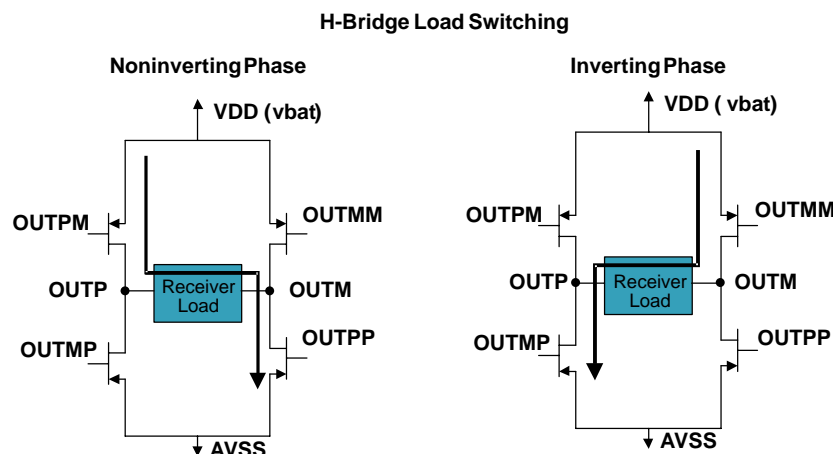 H-Bridge Load Switching
Noninverting Phase
VDD (vbat)
OUTPM
OUTMM
OUTP
Receiver
Load
OUTM
OUTMP
OUTPP
AVSS
Inverting Phase
VDD ( vbat)
OUTPM
OUTMM
OUTP
Receiver
Load
OUTM
OUTMP
OUTPP
AVSS